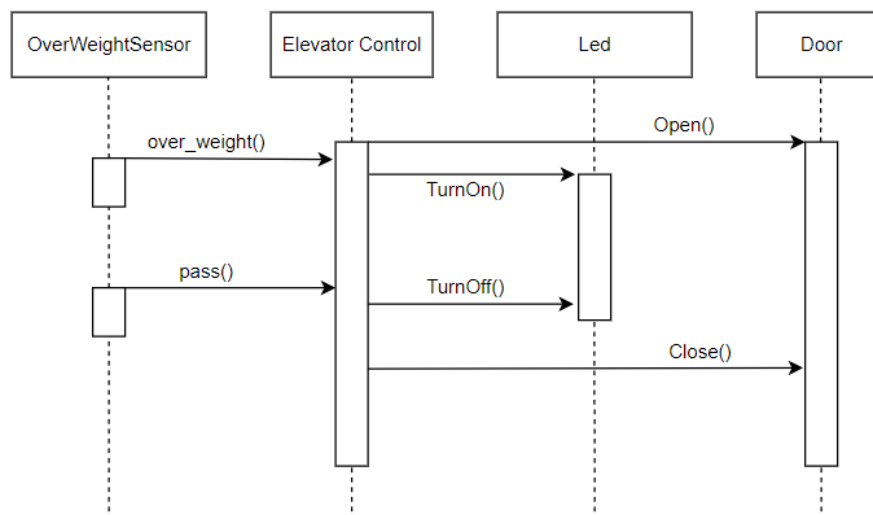 OverWeightSensor
Elevator Control
Led
Door
Open()
over_weight()
TurnOn()
pass()
TurnOff()
Close()